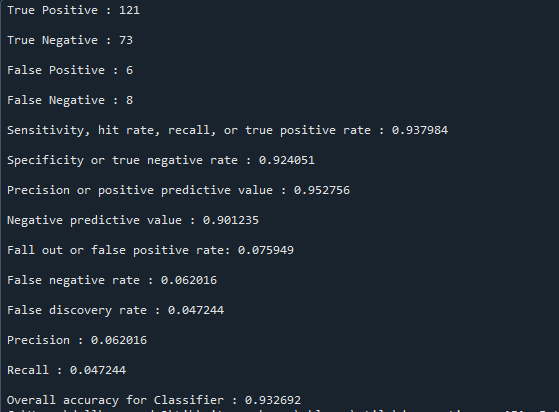 True Positive : 121
True Negative : 73
False Positive : 6
False Negative : 8
Sensitivity, hit rate, recall, or true positive rate : 0.937984
Specificity or true negative rate : 0.924051
Precision or positive predictive value : 0.952756
Negative predictive value : 0.901235
Fall out or false positive rate: 0.075949
False negative rate : 0.062016
False discovery rate : 0.047244
Precision : 0.062016
Recall : 0.047244
Overall accuracy for Classifier : 0.932692